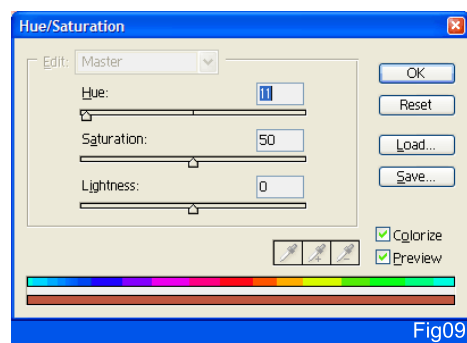 Hue/Saturation
Edit: Master
OK
Hue: 11
Reset
Saturation: 50
Load...
Lightness: 0
Save...
Colorize
Preview
Fig09